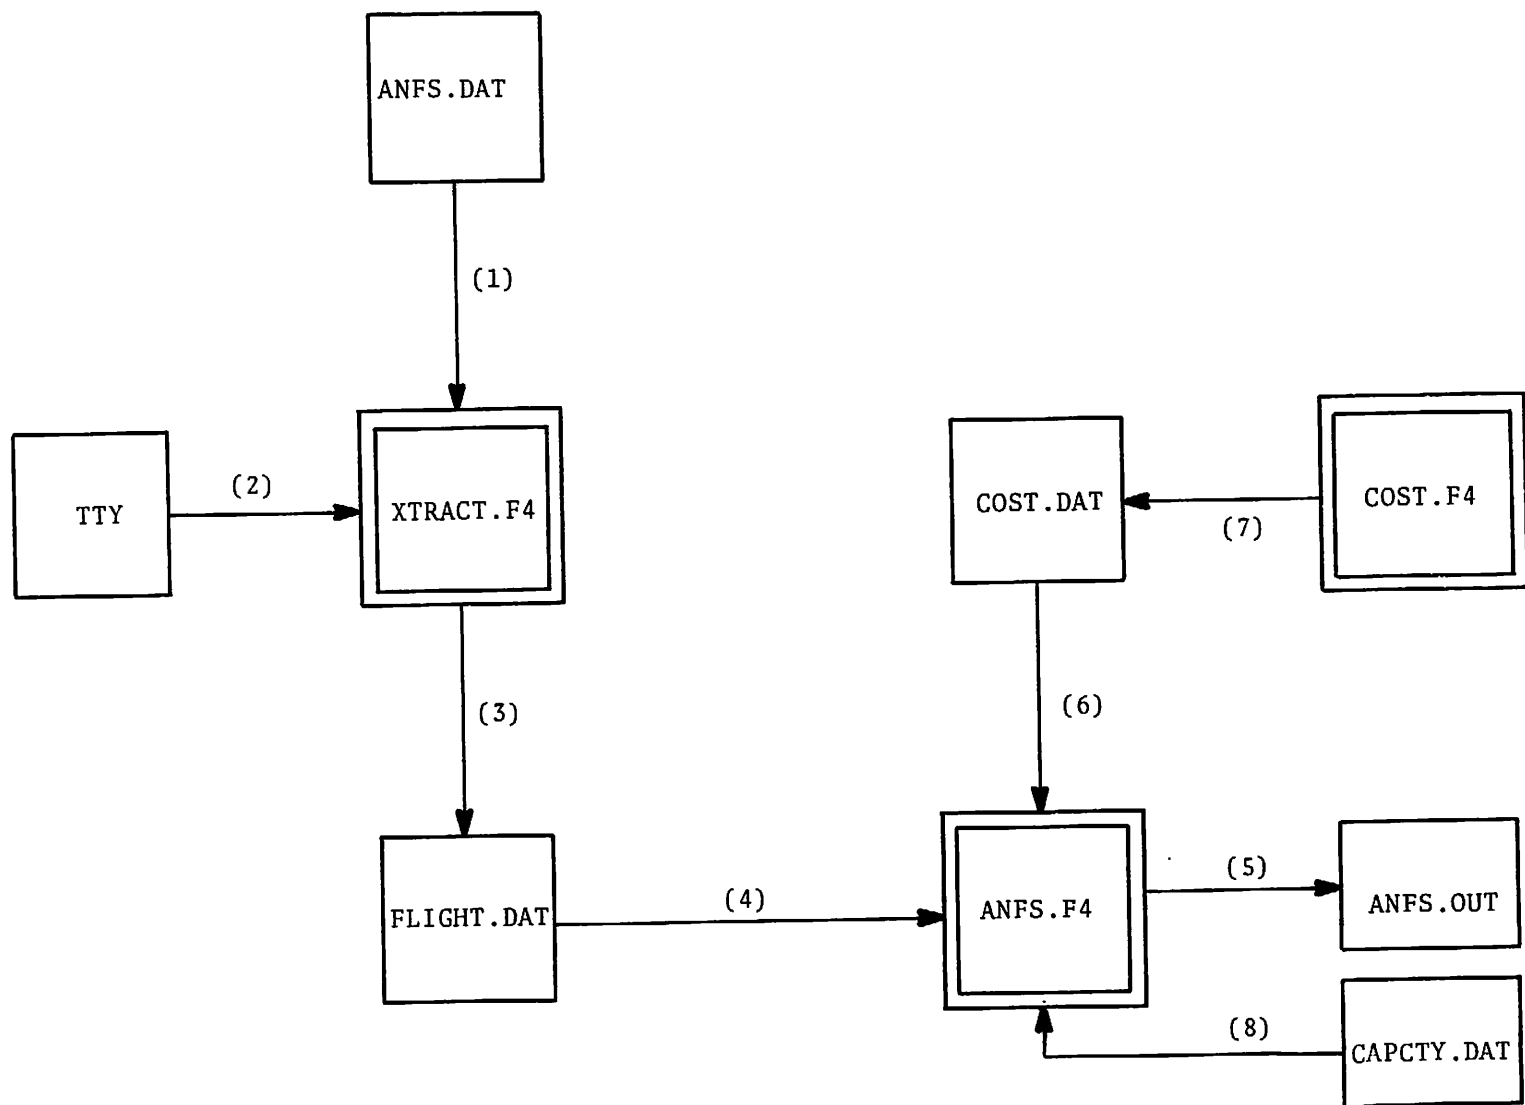 ANFS.DAT
(1)
TTY
(2)
XTRACT.F4
COST.DAT
(7)
COST.F4
(3)
(6)
FLIGHT.DAT
(4)
ANFS.F4
(5)
ANFS.OUT
(8)
CAPCTY.DAT